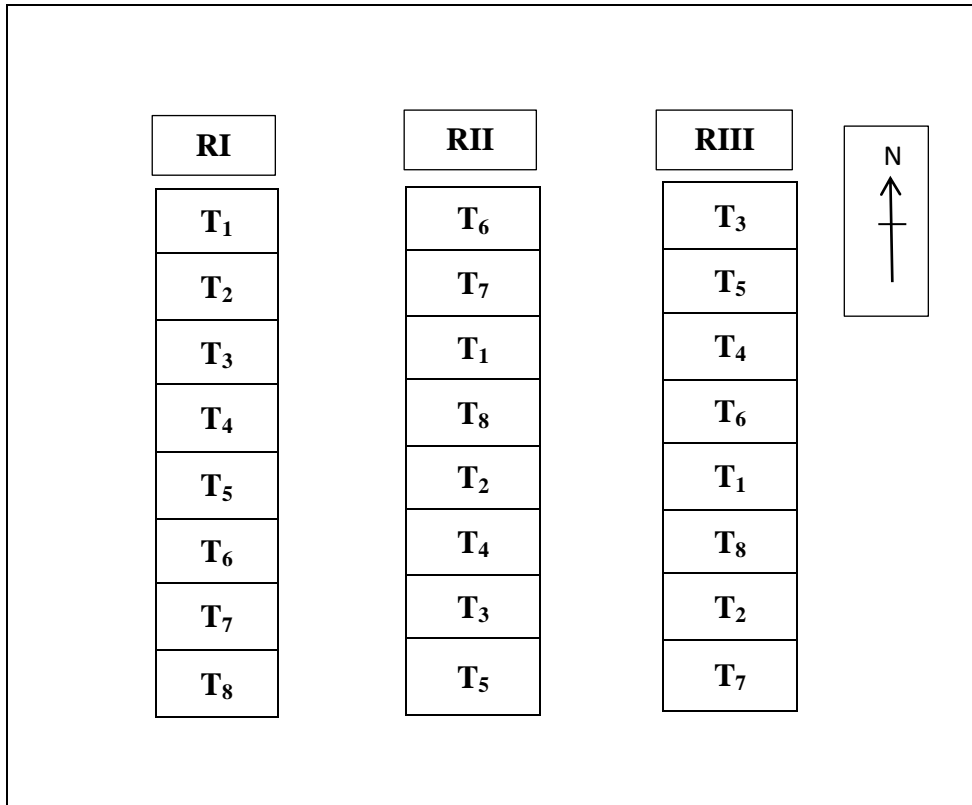 RI RII RIII
N
T₁ T₆ T₃
T₂ T₇ T₅
T₃ T₁ T₄
T₄ T₈ T₆
T₅ T₂ T₁
T₆ T₄ T₈
T₇ T₃ T₂
T₈ T₅ T₇